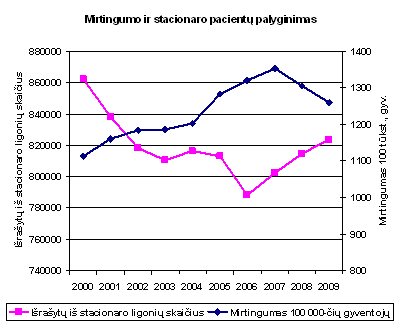 Mirtingumo ir stacionaro pacientų palyginimas
Išrašytų iš stacionaro ligonių skaičius
880000
860000
840000
820000
800000
780000
760000
740000
1400
1300
1200
1100
1000
900
800
Mirtingumas 100 tūkst., gyv.
2000 2001 2002 2003 2004 2005 2006 2007 2008 2009
Išrašytų iš stacionaro ligonių skaičius
Mirtingumas 100 000-čių gyventojų